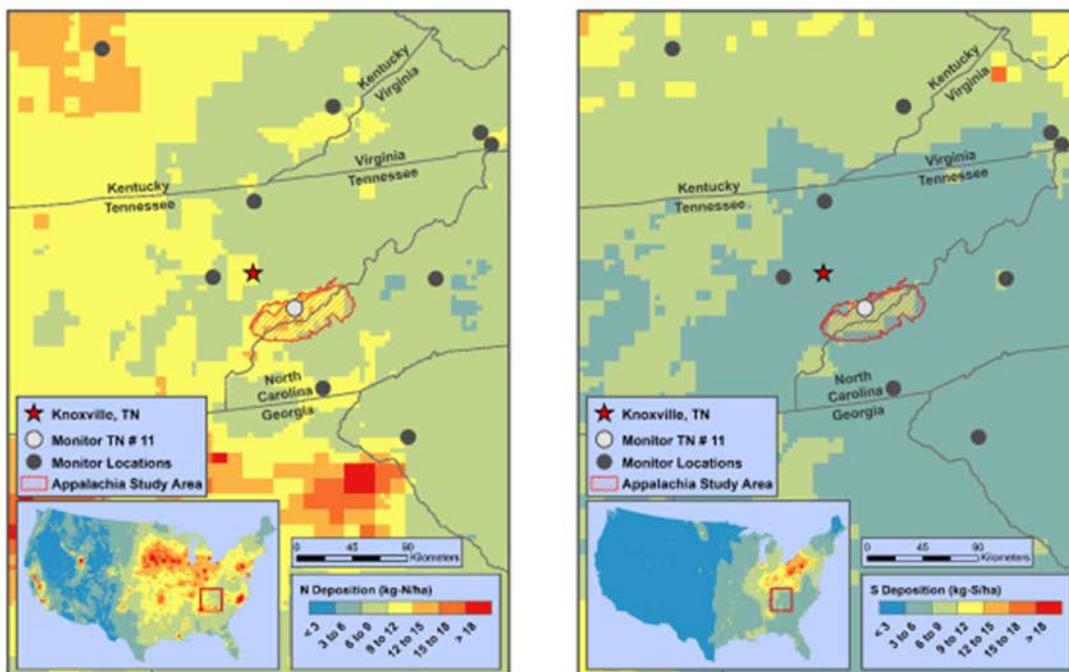 Kentucky
Virginia
Virginia
Tennessee
Kentucky
Tennessee
North
Carolina
Georgia
Knoxville, TN
Monitor TN # 11
Monitor Locations
Appalachia Study Area
0 45 90
Kilometers
N Deposition (kg-N/ha)
< 3
3 to 6
6 to 9
9 to 12
12 to 15
15 to 18
> 18
Kentucky
Virginia
Virginia
Tennessee
Kentucky
Tennessee
North
Carolina
Georgia
Knoxville, TN
Monitor TN # 11
Monitor Locations
Appalachia Study Area
0 45 90
Kilometers
S Deposition (kg-S/ha)
< 3
3 to 6
6 to 9
9 to 12
12 to 15
15 to 18
> 18